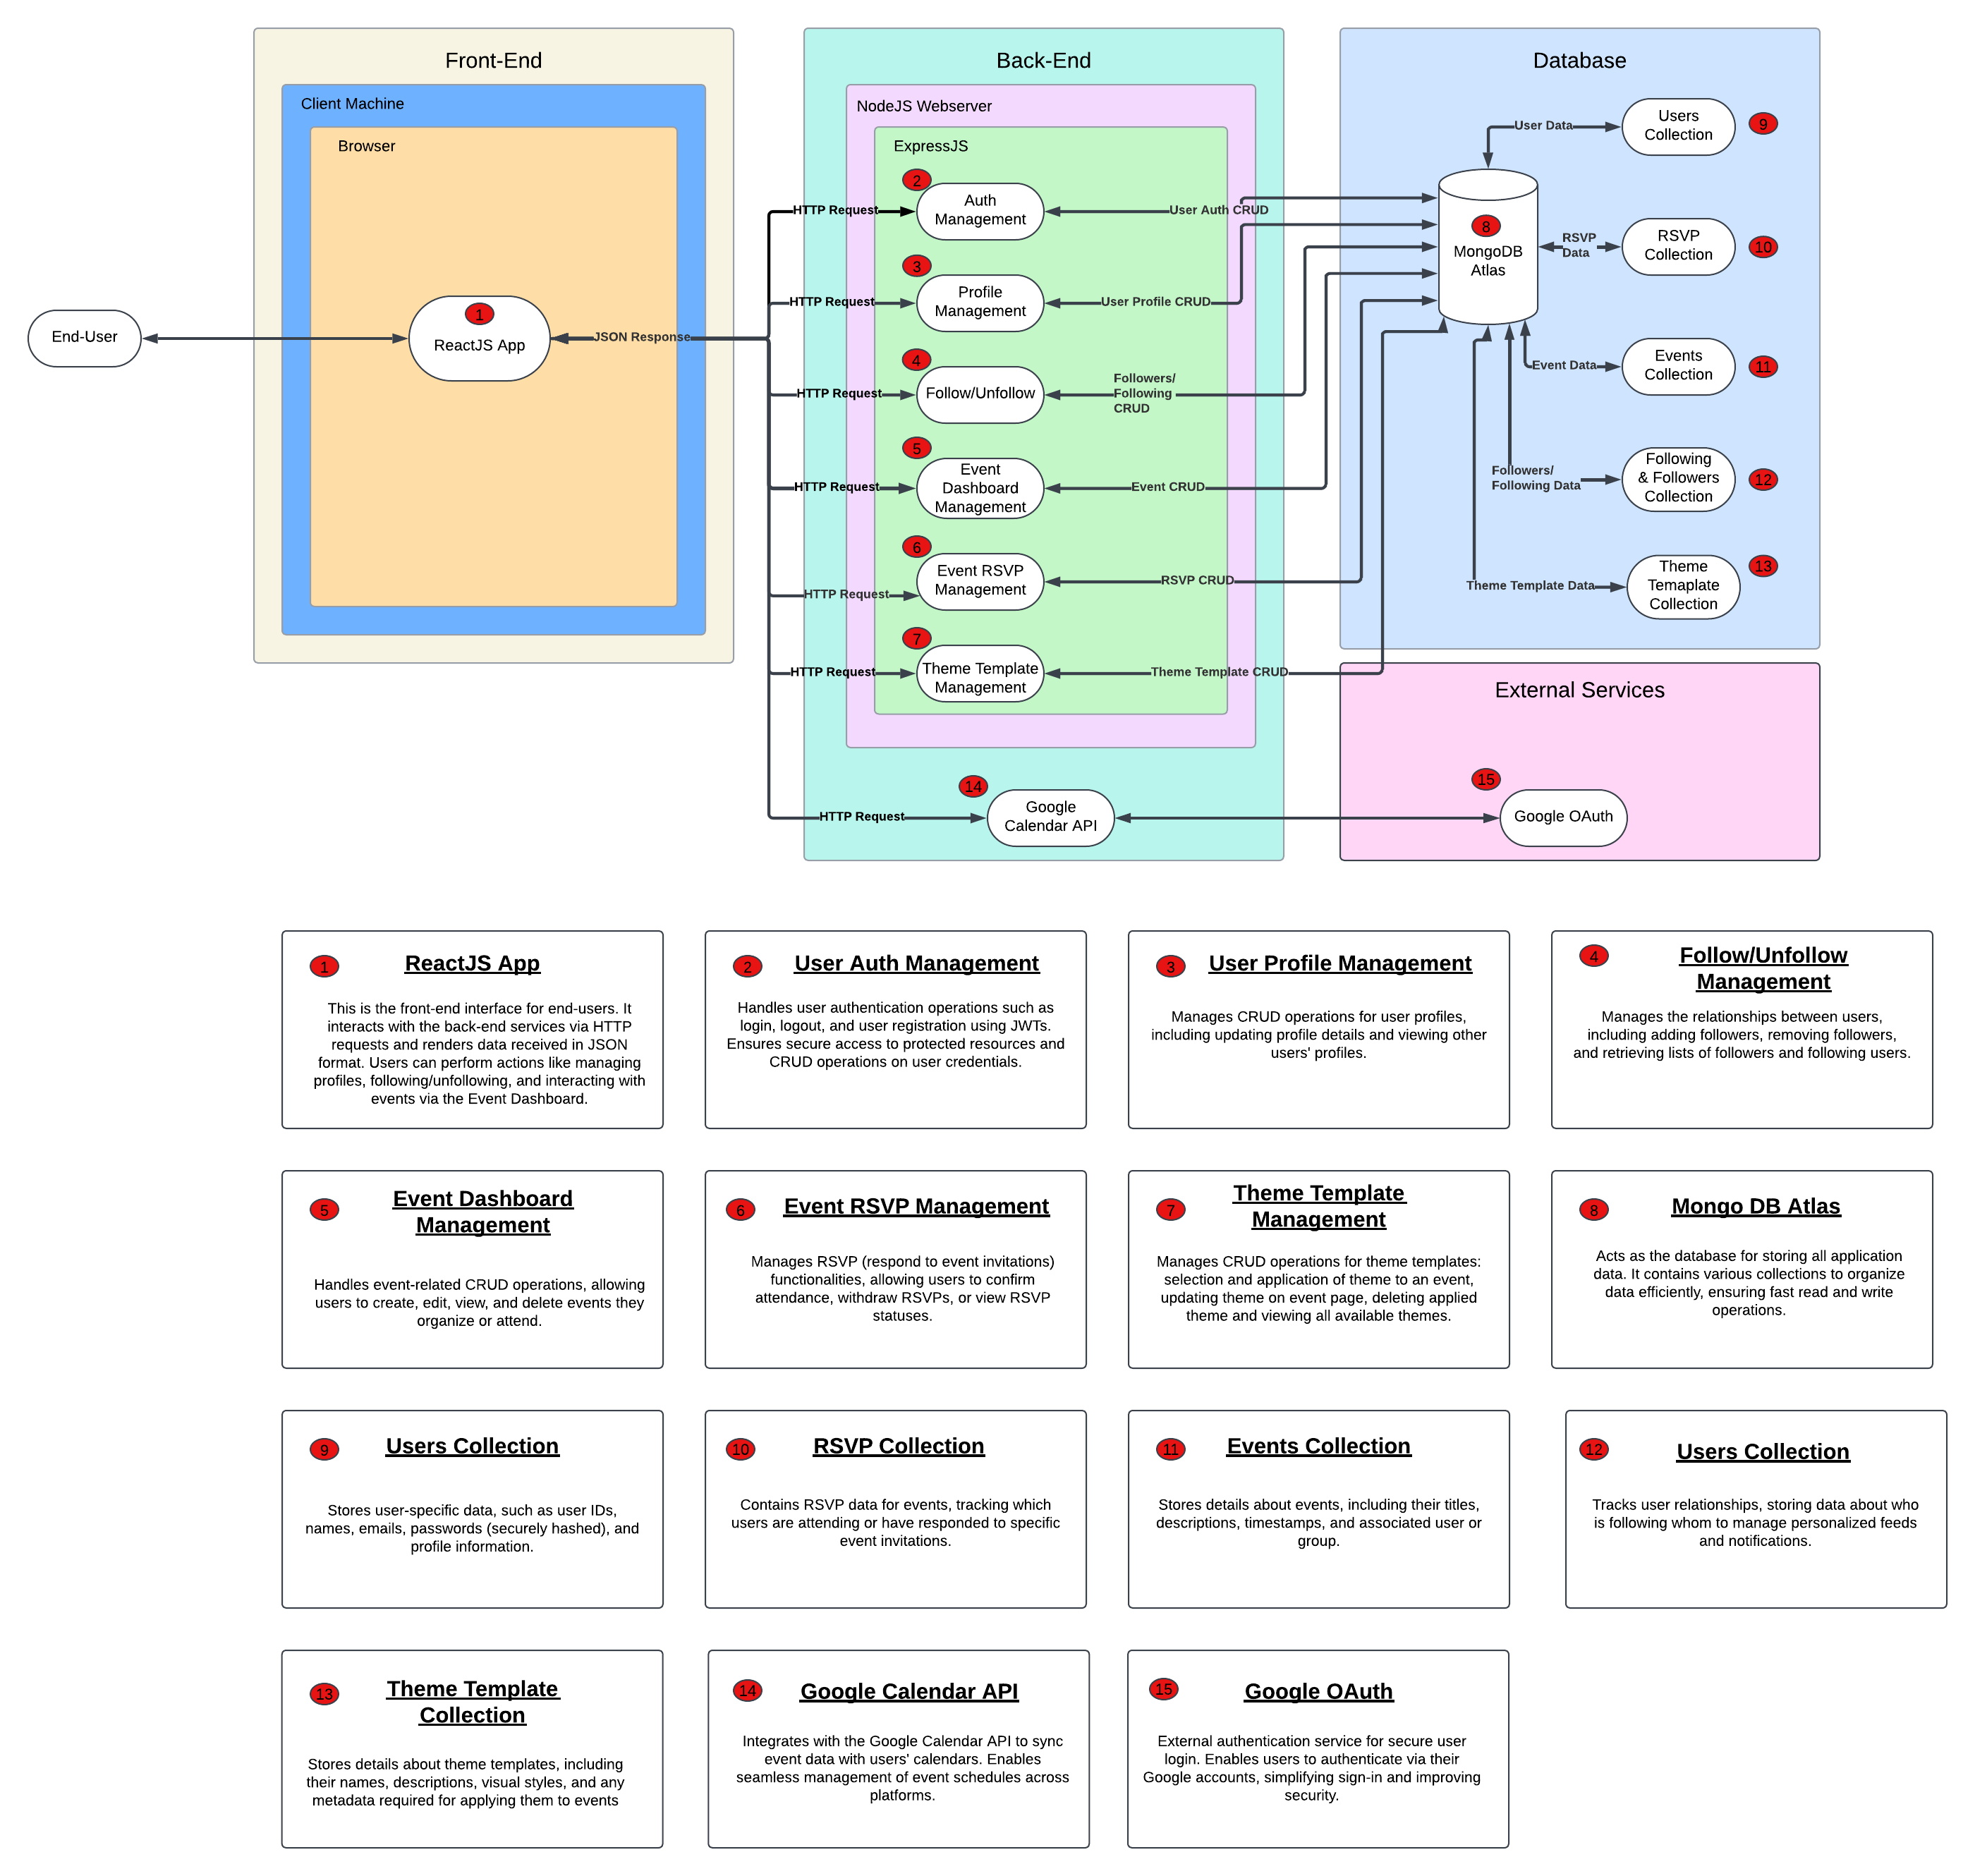 Front-End
Client Machine
Browser
End-User
1
ReactJS App
JSON Response
Back-End
NodeJS Webserver
ExpressJS
HTTP Request
2
Auth
Management
User Auth CRUD
HTTP Request
3
Profile
Management
User Profile CRUD
HTTP Request
4
Follow/Unfollow
Followers/
Following
CRUD
HTTP Request
5
Event
Dashboard
Management
Event CRUD
HTTP Request
6
Event RSVP
Management
RSVP CRUD
HTTP Request
7
Theme Template
Management
Theme Template CRUD
HTTP Request
14
Google
Calendar API
Database
8
MongoDB
Atlas
User Data
Users
Collection
9
RSVP
Data
RSVP
Collection
10
Event Data
Events
Collection
11
Followers/
Following Data
Following
& Followers
Collection
12
Theme Template Data
Theme
Temaplate
Collection
13
External Services
15
Google OAuth
1
ReactJS App
This is the front-end interface for end-users. It
interacts with the back-end services via HTTP
requests and renders data received in JSON
format. Users can perform actions like managing
profiles, following/unfollowing, and interacting with
events via the Event Dashboard.
2
User Auth Management
Handles user authentication operations such as
login, logout, and user registration using JWTs.
Ensures secure access to protected resources and
CRUD operations on user credentials.
3
User Profile Management
Manages CRUD operations for user profiles,
including updating profile details and viewing other
users' profiles.
4
Follow/Unfollow
Management
Manages the relationships between users,
including adding followers, removing followers,
and retrieving lists of followers and following users.
5
Event Dashboard
Management
Handles event-related CRUD operations, allowing
users to create, edit, view, and delete events they
organize or attend.
6
Event RSVP Management
Manages RSVP (respond to event invitations)
functionalities, allowing users to confirm
attendance, withdraw RSVPs, or view RSVP
statuses.
7
Theme Template
Management
Manages CRUD operations for theme templates:
selection and application of theme to an event,
updating theme on event page, deleting applied
theme and viewing all available themes.
8
Mongo DB Atlas
Acts as the database for storing all application
data. It contains various collections to organize
data efficiently, ensuring fast read and write
operations.
9
Users Collection
Stores user-specific data, such as user IDs,
names, emails, passwords (securely hashed), and
profile information.
10
RSVP Collection
Contains RSVP data for events, tracking which
users are attending or have responded to specific
event invitations.
11
Events Collection
Stores details about events, including their titles,
descriptions, timestamps, and associated user or
group.
12
Users Collection
Tracks user relationships, storing data about who
is following whom to manage personalized feeds
and notifications.
13
Theme Template
Collection
Stores details about theme templates, including
their names, descriptions, visual styles, and any
metadata required for applying them to events
14
Google Calendar API
Integrates with the Google Calendar API to sync
event data with users' calendars. Enables
seamless management of event schedules across
platforms.
15
Google OAuth
External authentication service for secure user
login. Enables users to authenticate via their
Google accounts, simplifying sign-in and improving
security.